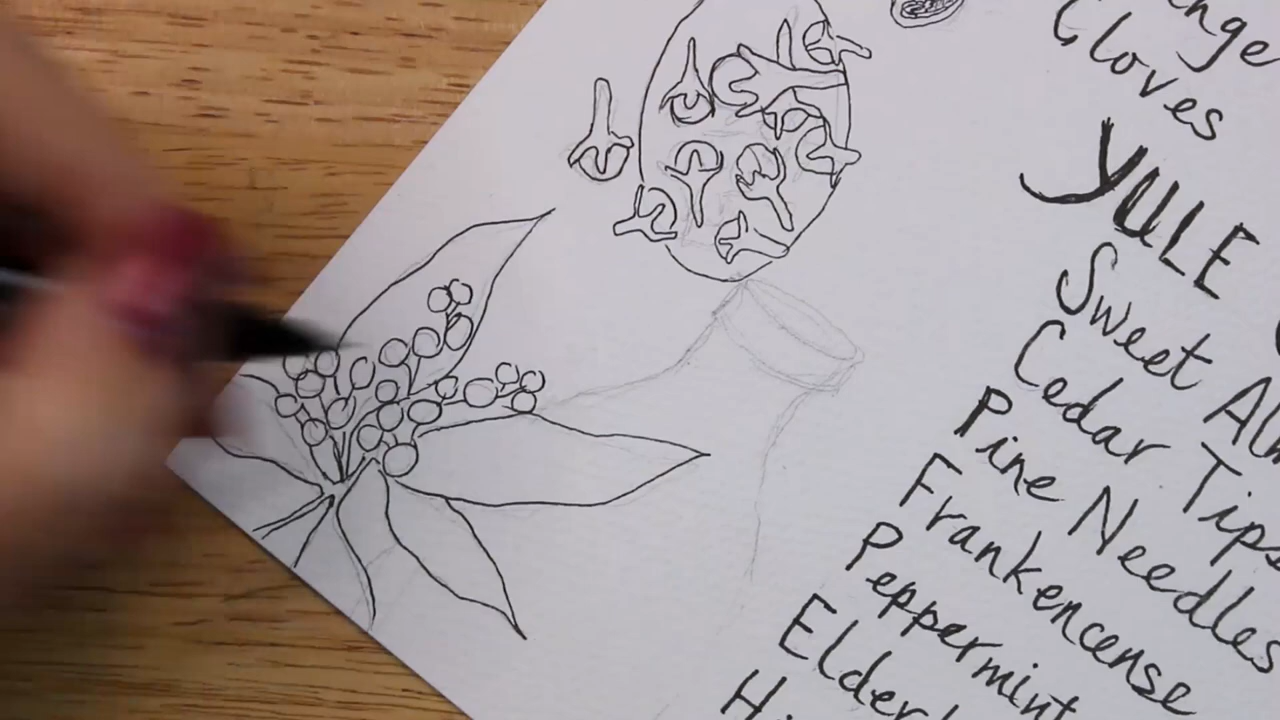 Cloves
YULE
Sweet
Cedar Tips
Pine Needles
Frankencense
Peppermint